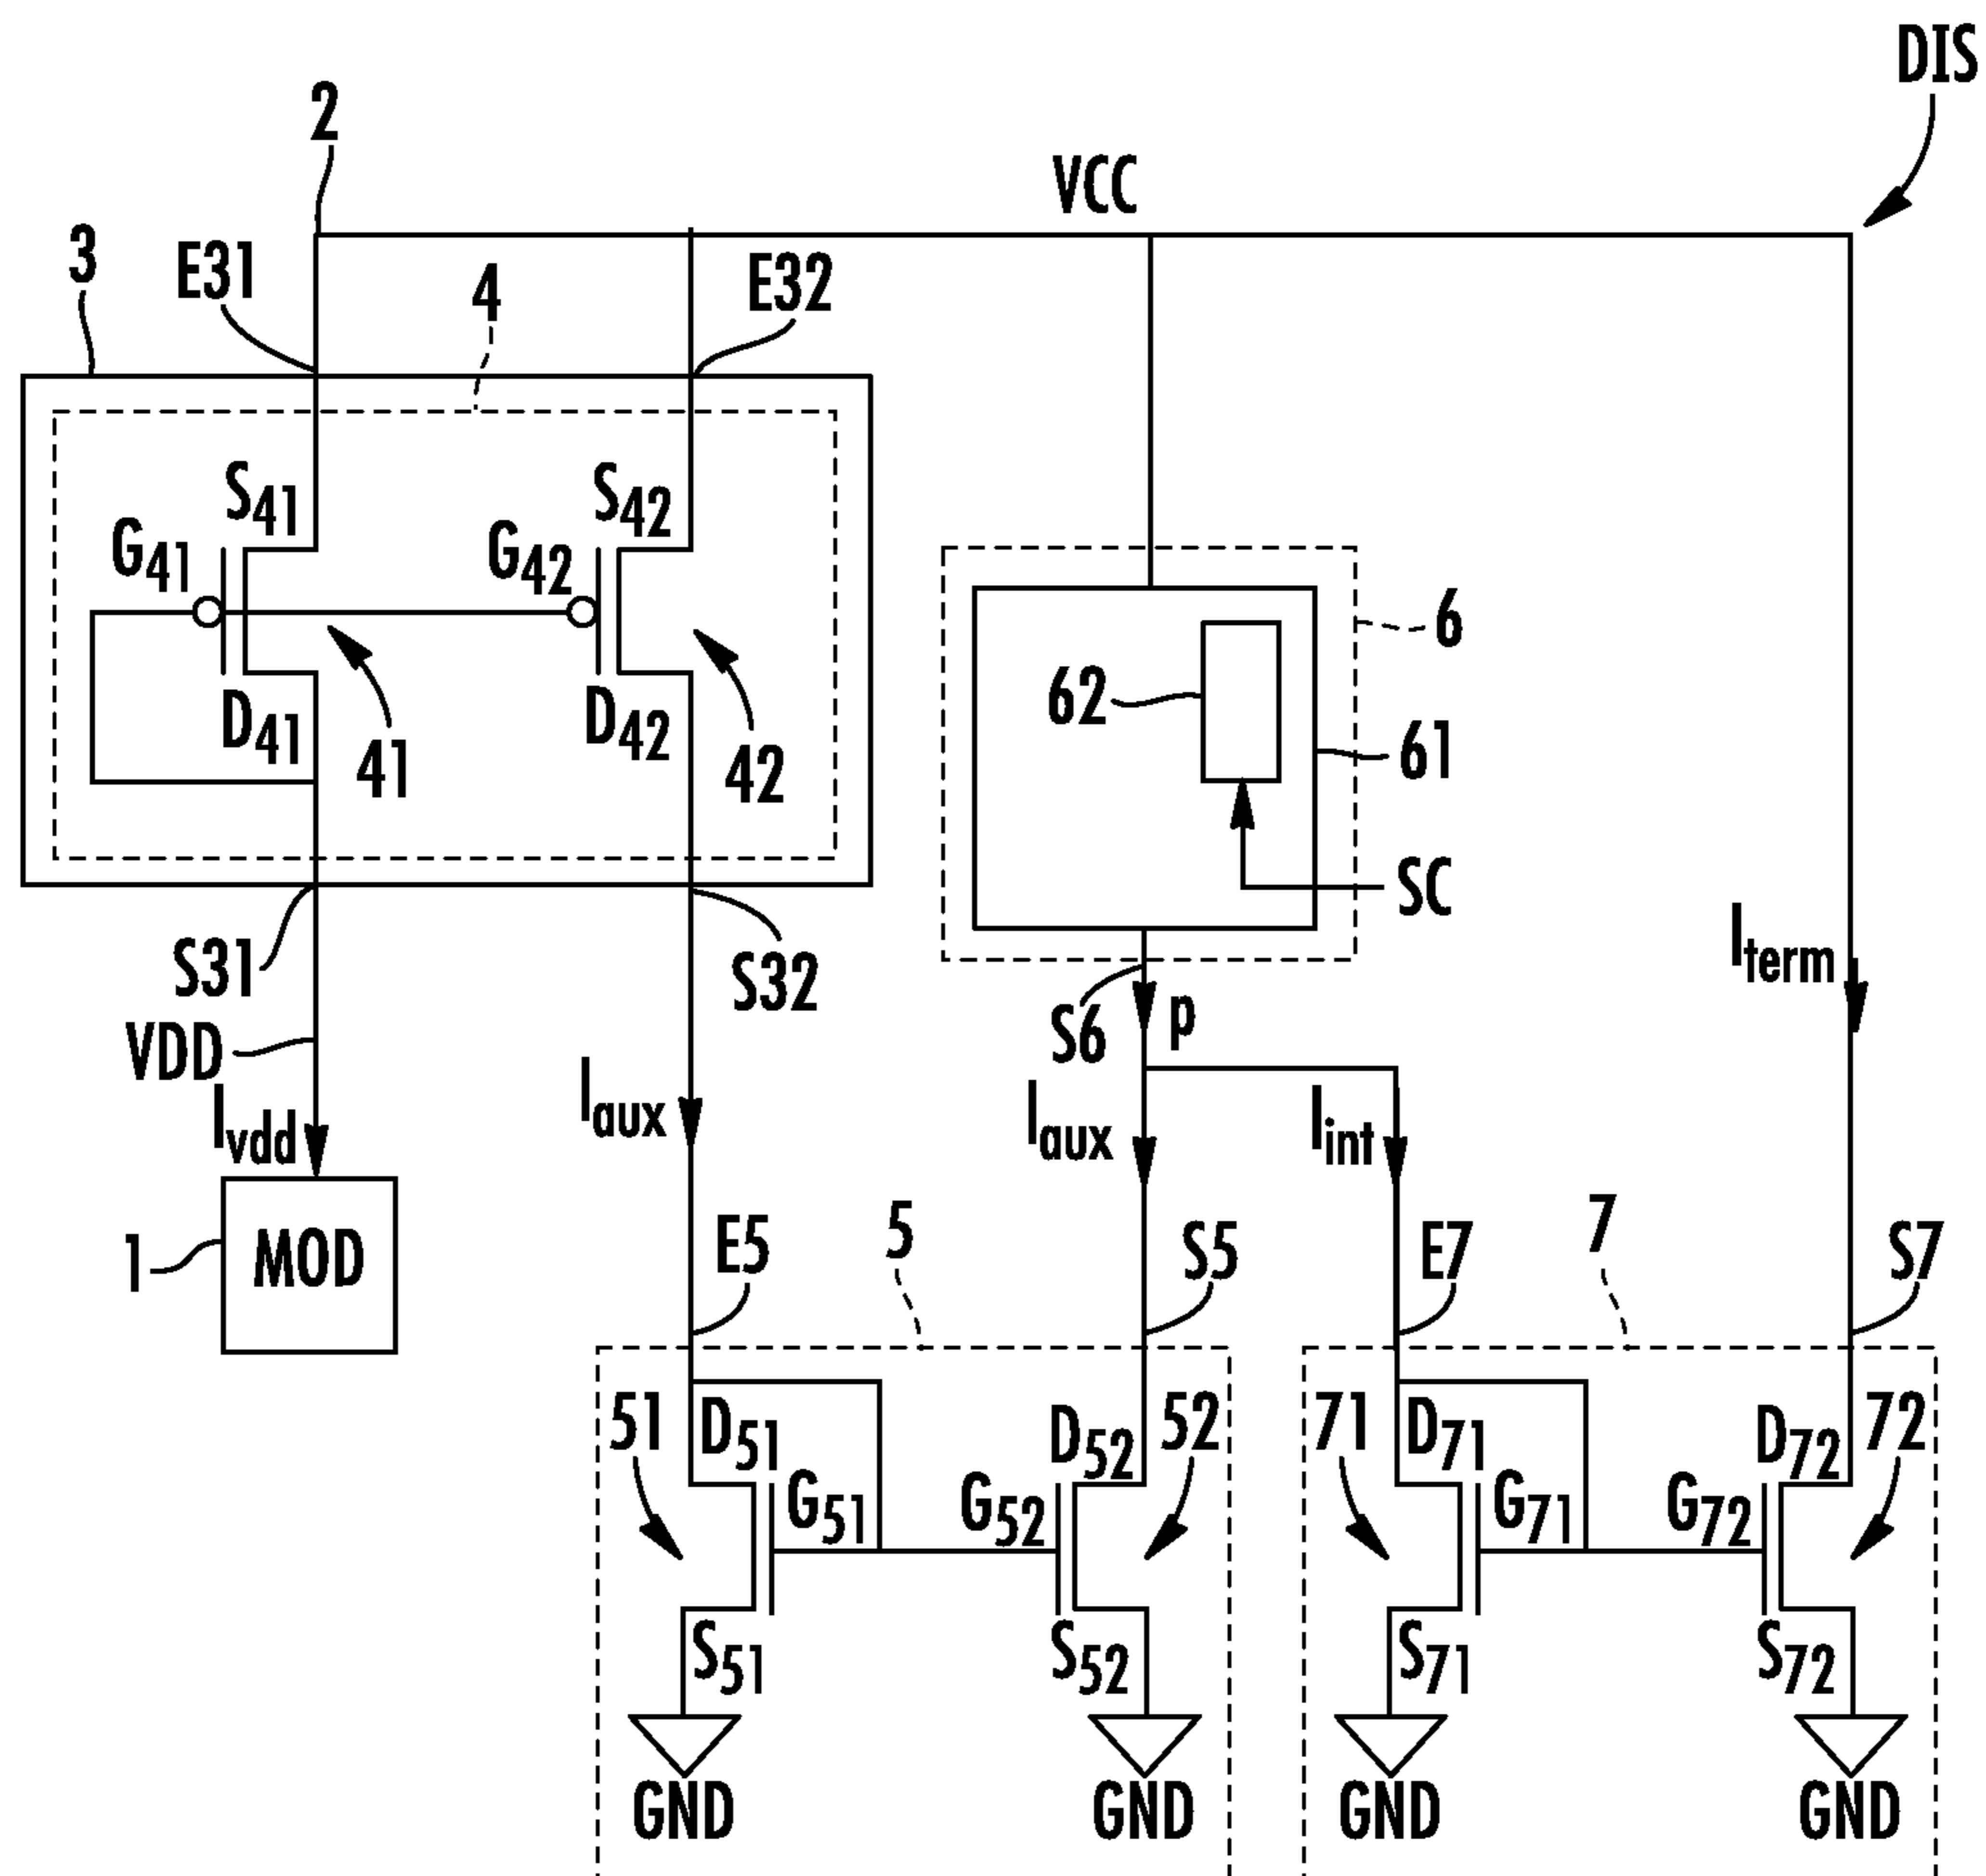 DIS
2
VCC
3
E31
4
E32
S41
S42
G41
G42
D41
D42
41
42
6
62
61
SC
S31
S32
S6
p
Iterm
VDD
Ivdd
Iaux
Iaux
Iint
1
MOD
E5
5
S5
E7
7
S7
51
D51
D52
52
71
D71
D72
72
G51
G52
G71
G72
S51
S52
S71
S72
GND
GND
GND
GND